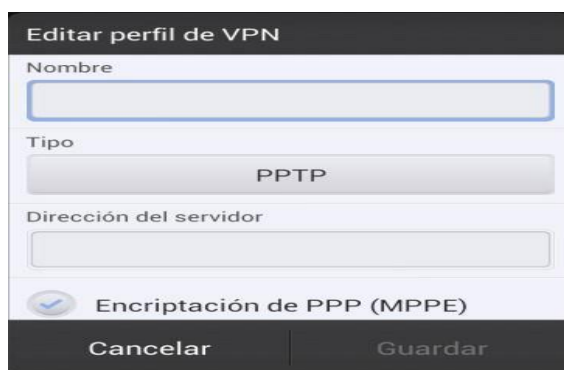 Editar perfil de VPN
Nombre
Tipo
PPTP
Dirección del servidor
Encriptación de PPP (MPPE)
Cancelar Guardar